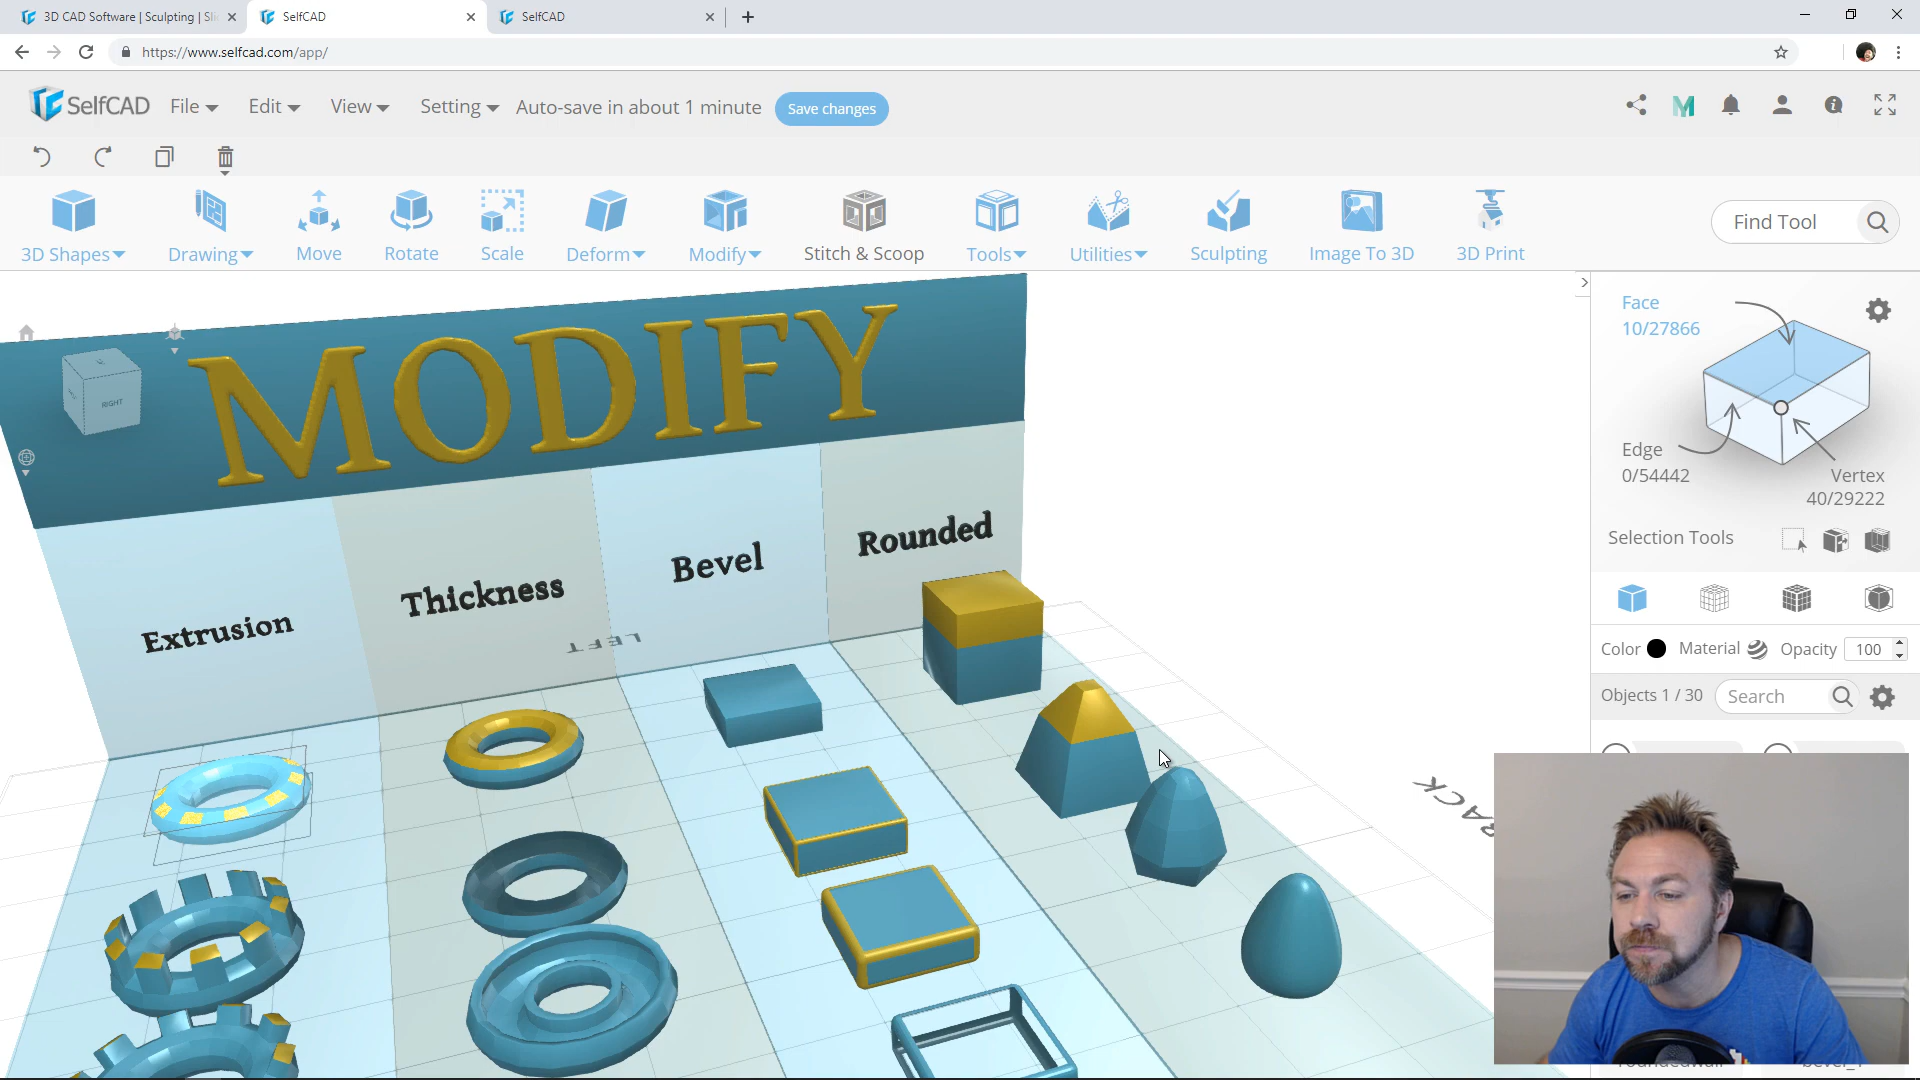 3D CAD Software | Sculpting | Sli
SelfCAD
SelfCAD
https://www.selfcad.com/app/
SelfCAD
File
Edit
View
Setting
Auto-save in about 1 minute
Save changes
3D Shapes
Drawing
Move
Rotate
Scale
Deform
Modify
Stitch & Scoop
Tools
Utilities
Sculpting
Image To 3D
3D Print
Find Tool
MODIFY
RIGHT
Extrusion
Thickness
Bevel
Rounded
LEFT
BACK
Face
10/27866
Edge
0/54442
Vertex
40/29222
Selection Tools
Color
Material
Opacity
100
Objects 1 / 30
Search